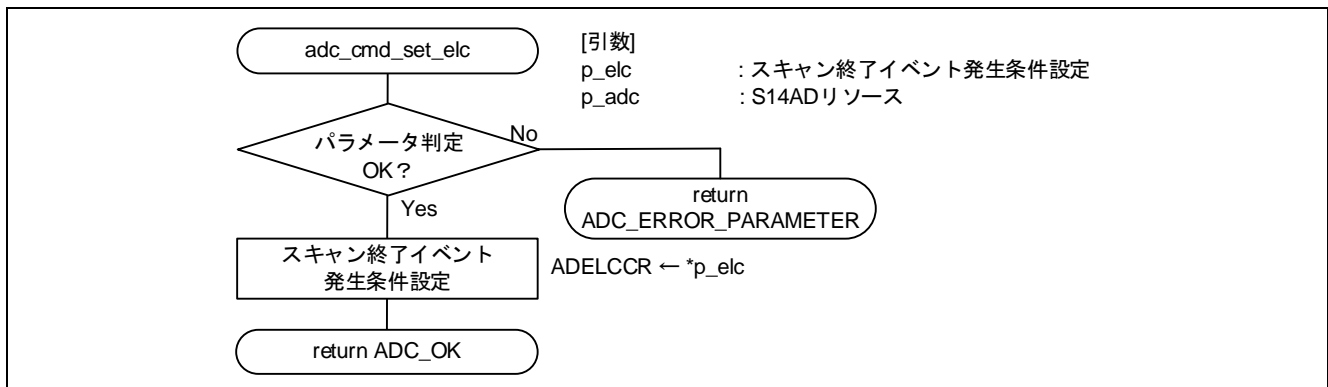 adc_cmd_set_elc
[引数]
p_elc : スキャン終了イベント発生条件設定
p_adc : S14ADリソース
パラメータ判定
OK?
No
Yes
return
ADC_ERROR_PARAMETER
スキャン終了イベント
発生条件設定
ADELCCR ← *p_elc
return ADC_OK